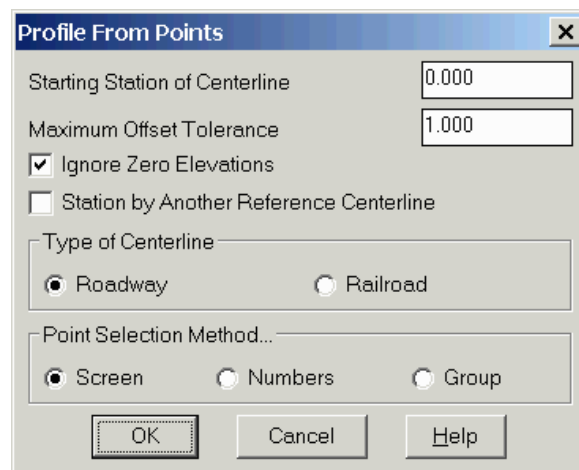 Profile From Points
Starting Station of Centerline 0.000
Maximum Offset Tolerance 1.000
Ignore Zero Elevations
Station by Another Reference Centerline
Type of Centerline
Roadway Railroad
Point Selection Method...
Screen Numbers Group
OK Cancel Help